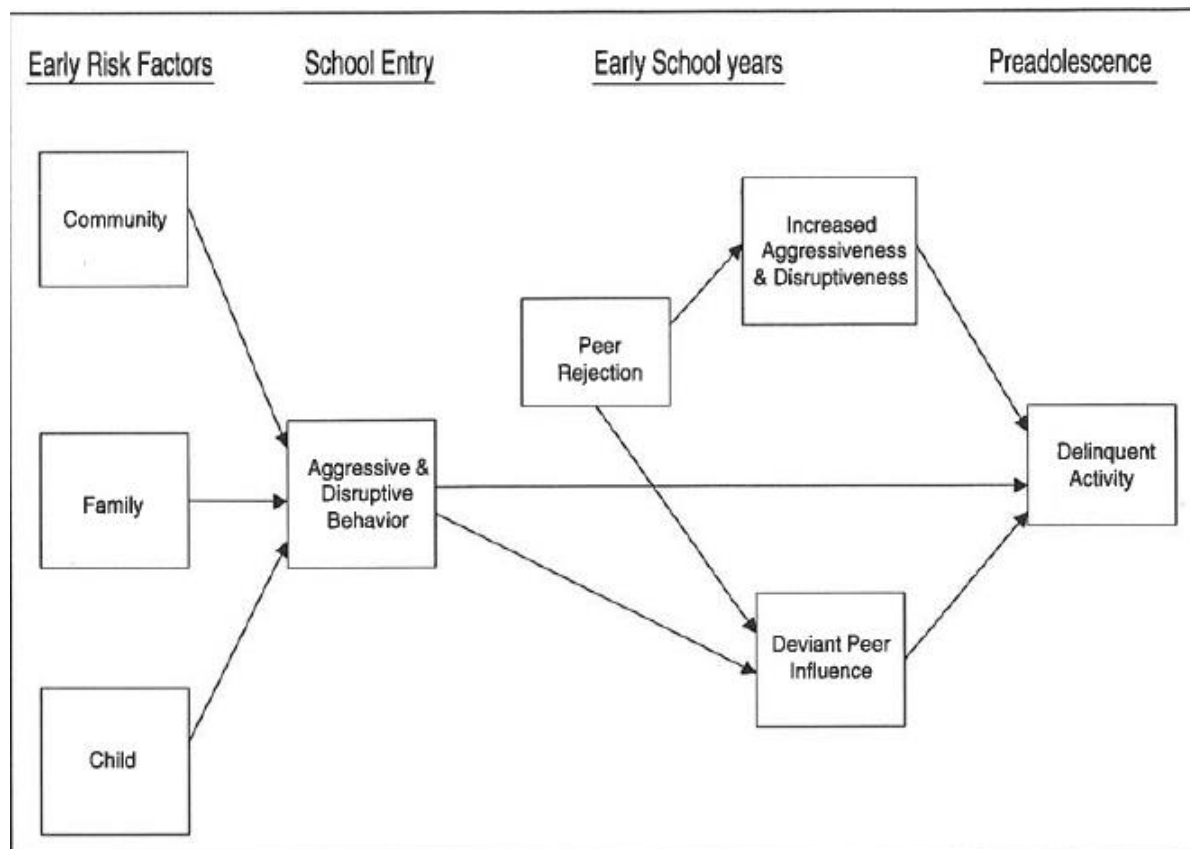 Early Risk Factors
School Entry
Early School years
Preadolescence
Community
Family
Child
Aggressive &
Disruptive
Behavior
Peer
Rejection
Increased
Aggressiveness
& Disruptiveness
Deviant Peer
Influence
Delinquent
Activity